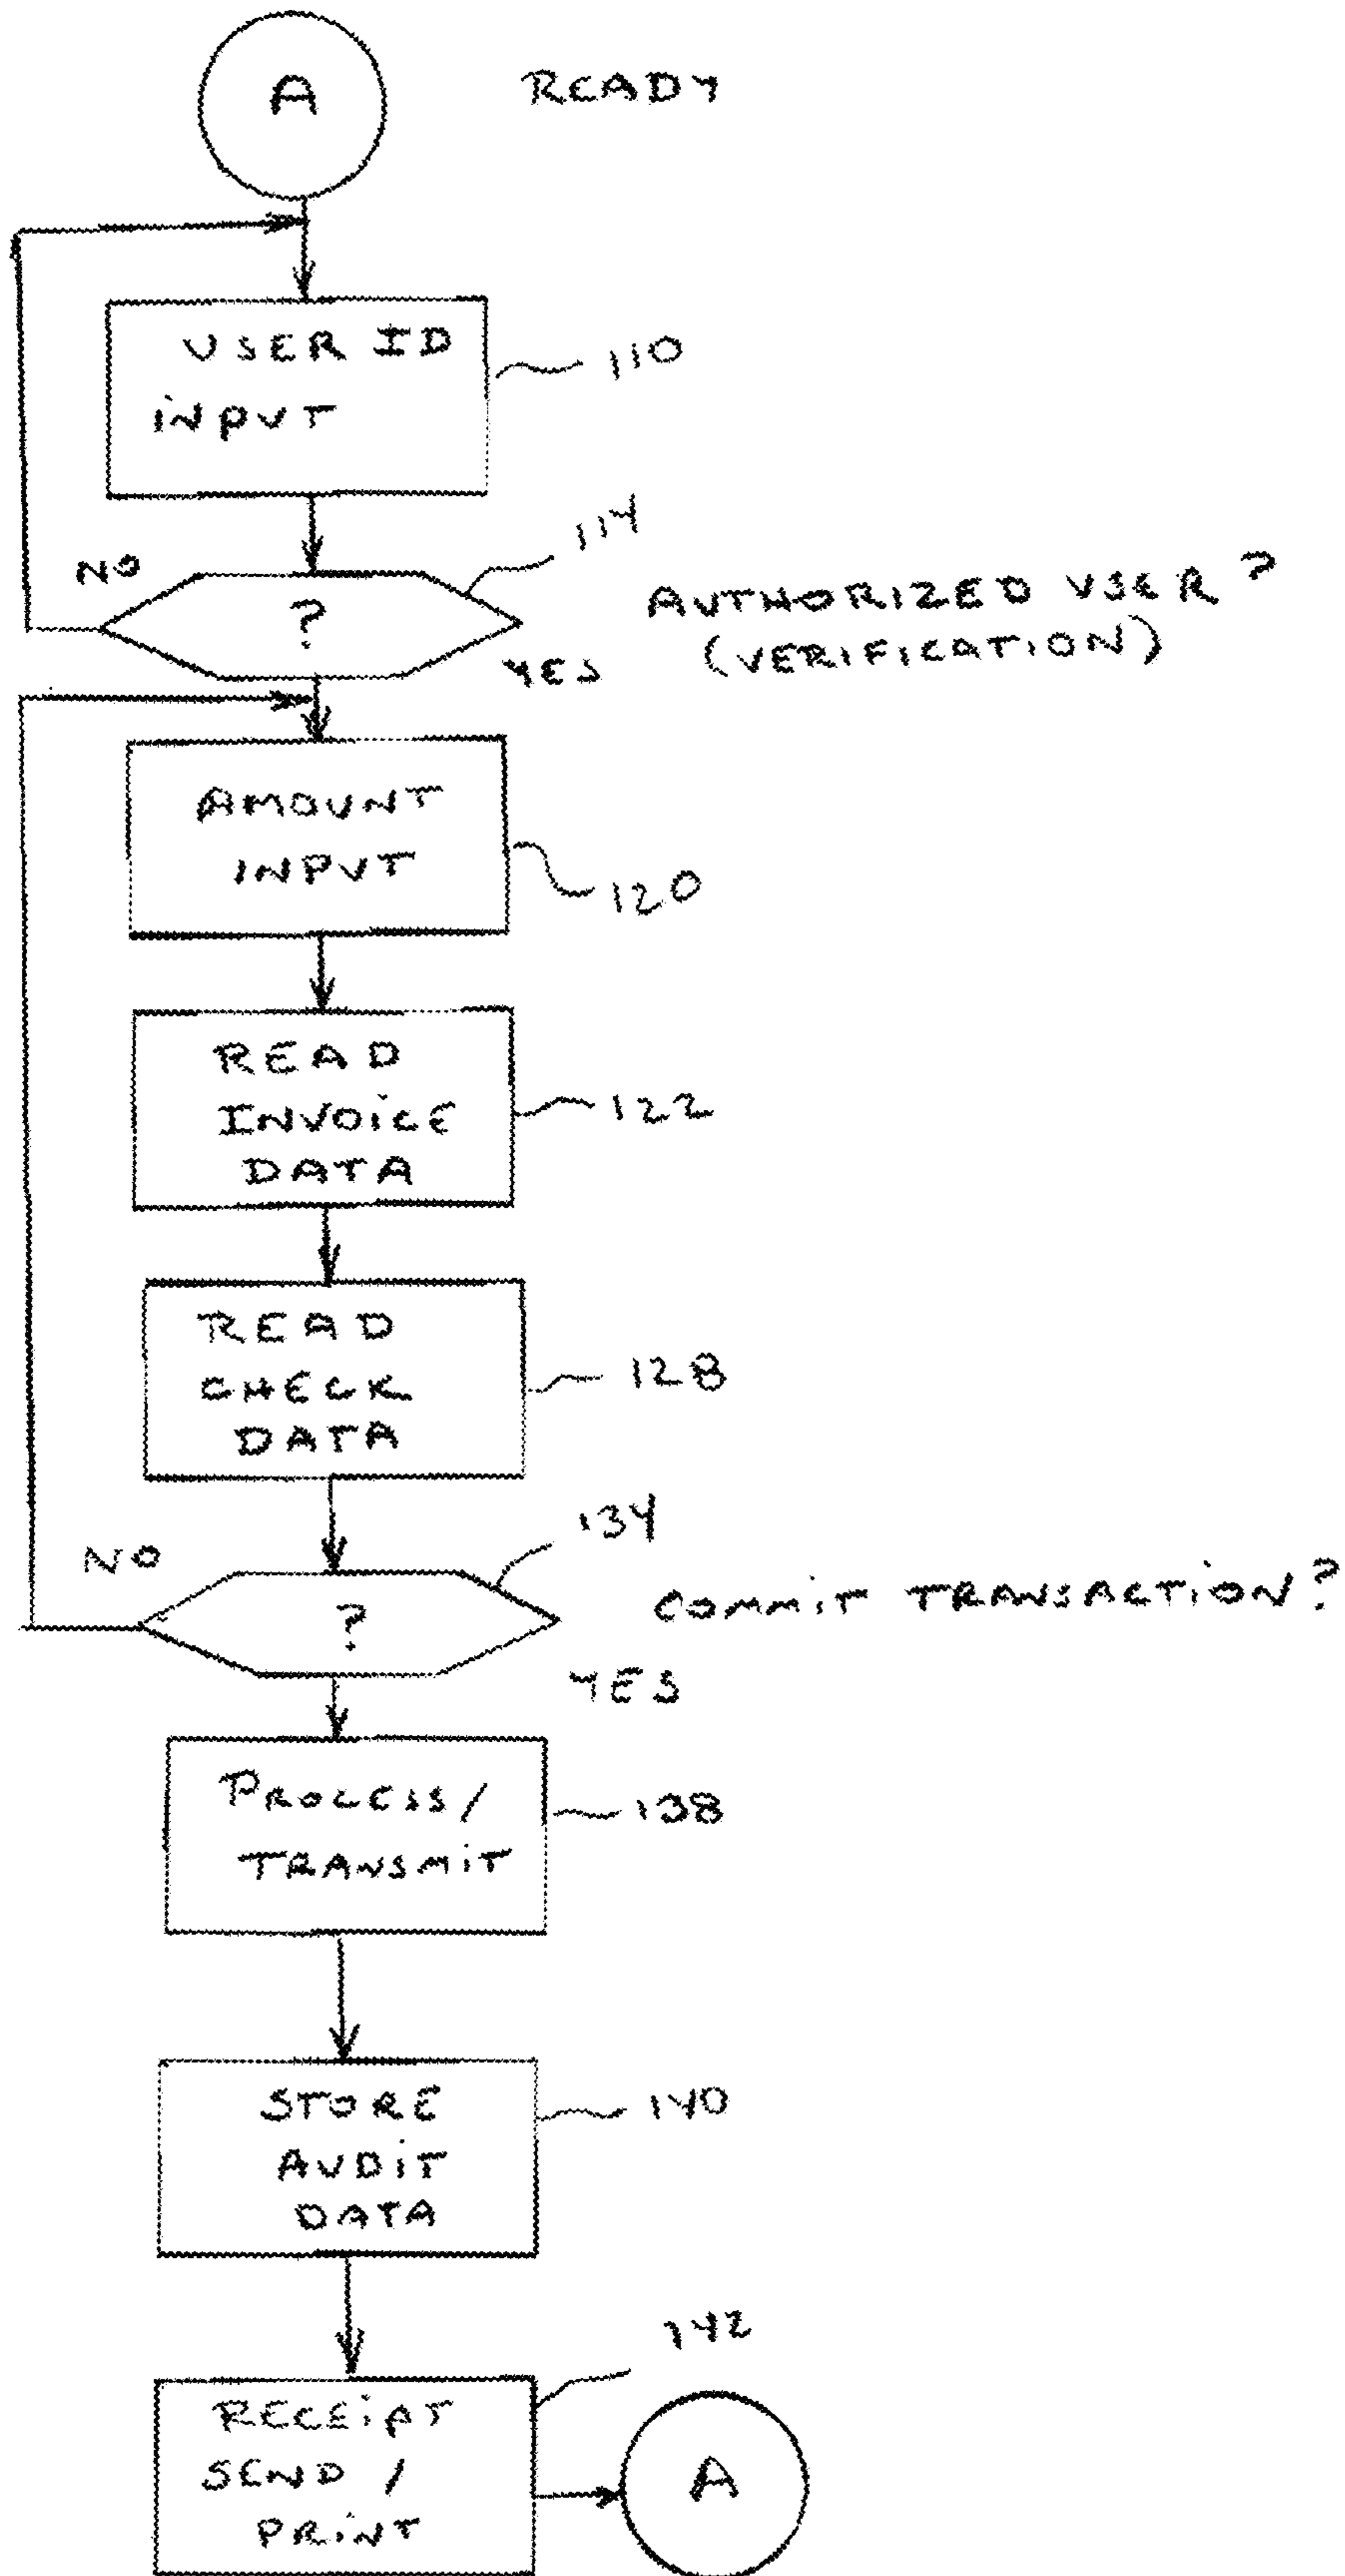 A
READY
USER ID
INPUT
110
114
NO
?
AUTHORIZED USER?
(VERIFICATION)
YES
AMOUNT
INPUT
120
READ
INVOICE
DATA
122
READ
CHECK
DATA
128
134
NO
?
COMMIT TRANSACTION?
YES
PROCESS/
TRANSMIT
138
STORE
AUDIT
DATA
140
142
RECEIPT
SEND /
PRINT
A